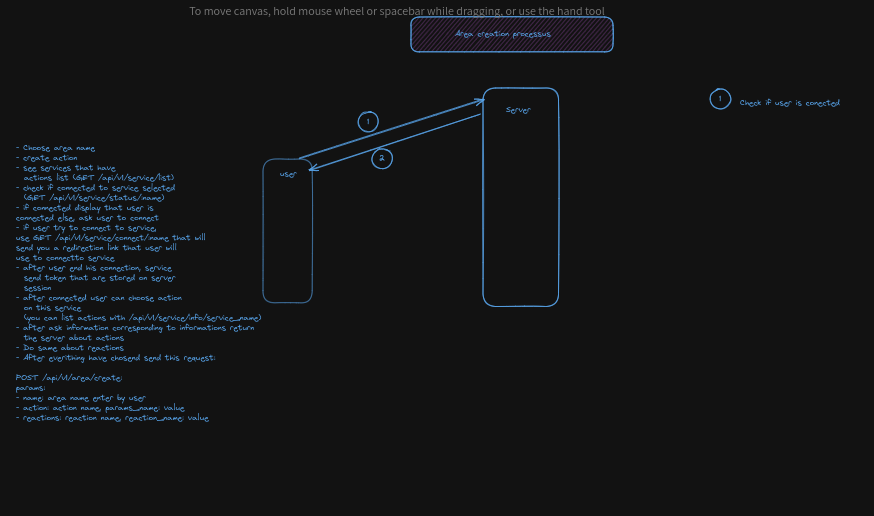 To move canvas, hold mouse wheel or spacebar while dragging, or use the hand tool
Area creation processus
Server
1
Check if user is conected
1
2
user
- Choose area name
- create action
- see services that have
actions list (GET /api/v1/service/list)
- check if connected to service selected
(GET /api/v1/service/status/:name)
- if connected display that user is
connected else, ask user to connect
- if user try to connect to service,
use GET /api/v1/service/connect/:name that will
send you a redirection link that user will
use to connectto service
- after user end his connection, service
send token that are stored on server
session
- after connected user can choose action
on this service
(you can list actions with /api/v1/service/info/service_name)
- after ask information corresponding to informations return
the server about actions
- Do same about reactions
- After everithing have chosend send this request:
POST /api/v1/area/create:
params:
- name: area name enter by user
- action: action name, params_name: value
- reactions: reaction name, reaction_name: value